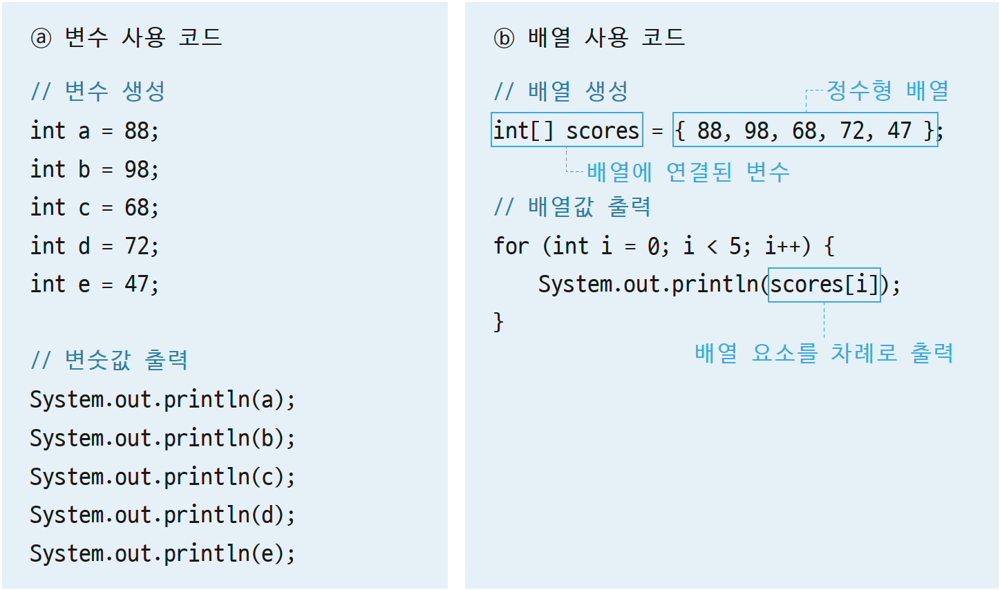 ⓐ 변수 사용 코드
// 변수 생성
int a = 88;
int b = 98;
int c = 68;
int d = 72;
int e = 47;
// 변숫값 출력
System.out.println(a);
System.out.println(b);
System.out.println(c);
System.out.println(d);
System.out.println(e);
ⓑ 배열 사용 코드
// 배열 생성
정수형 배열
int[] scores = { 88, 98, 68, 72, 47 };
배열에 연결된 변수
// 배열값 출력
for (int i = 0; i < 5; i++) {
System.out.println(scores[i]);
}
배열 요소를 차례로 출력